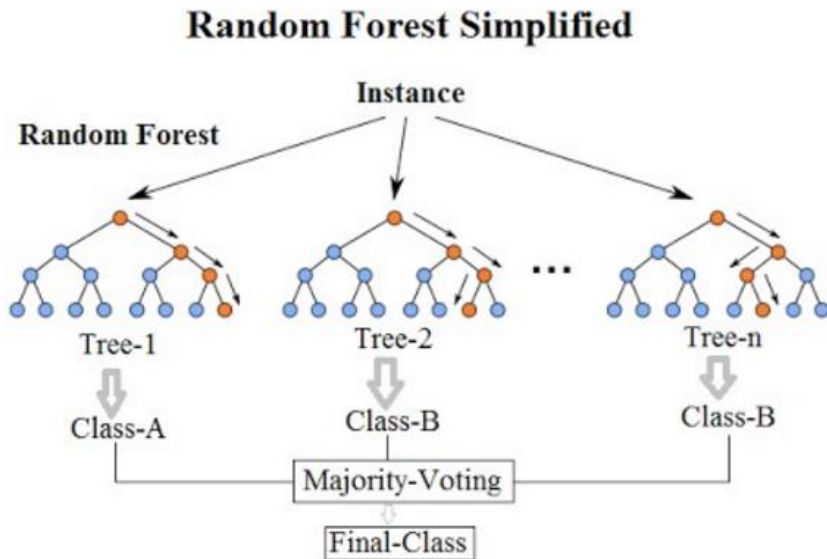 Random Forest Simplified
Instance
Random Forest
...
Tree-1
Tree-2
Tree-n
Class-A
Class-B
Class-B
Majority-Voting
Final-Class